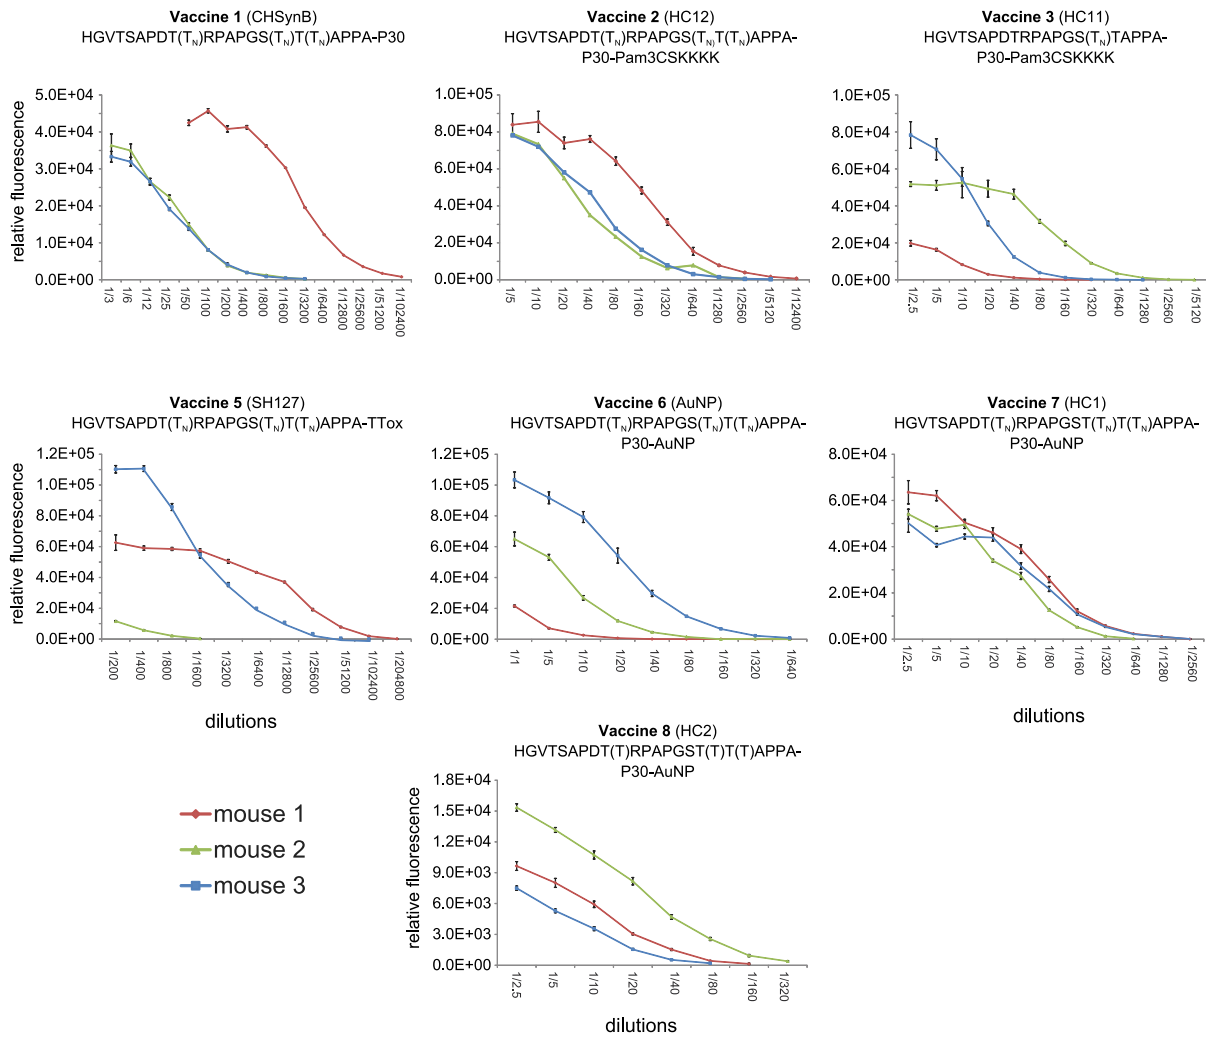 Vaccine 1 (CHSynB)
HGVTSAPDT(TN)RPAPGS(TN)T(TN)APPA-P30
relative fluorescence
5.0E+04
4.0E+04
3.0E+04
2.0E+04
1.0E+04
0.0E+00
1/3
1/6
1/12
1/25
1/50
1/100
1/200
1/400
1/800
1/1600
1/3200
1/6400
1/12800
1/51200
1/102400
Vaccine 2 (HC12)
HGVTSAPDT(TN)RPAPGS(TN)T(TN)APPA-
P30-Pam3CSKKKK
1.0E+05
8.0E+04
6.0E+04
4.0E+04
2.0E+04
0.0E+00
1/5
1/10
1/20
1/40
1/80
1/160
1/320
1/640
1/1280
1/2560
1/5120
1/12400
Vaccine 3 (HC11)
HGVTSAPDTRPAPGS(TN)TAPPA-
P30-Pam3CSKKKK
1.0E+05
8.0E+04
6.0E+04
4.0E+04
2.0E+04
0.0E+00
1/2.5
1/5
1/10
1/20
1/40
1/80
1/160
1/320
1/640
1/1280
1/2560
1/5120
Vaccine 5 (SH127)
HGVTSAPDT(TN)RPAPGS(TN)T(TN)APPA-TTox
relative fluorescence
1.2E+05
1.0E+05
8.0E+04
6.0E+04
4.0E+04
2.0E+04
0.0E+00
1/200
1/400
1/800
1/1600
1/3200
1/6400
1/12800
1/25600
1/51200
1/102400
1/204800
dilutions
Vaccine 6 (AuNP)
HGVTSAPDT(TN)RPAPGS(TN)T(TN)APPA-
P30-AuNP
1.2E+05
1.0E+05
8.0E+04
6.0E+04
4.0E+04
2.0E+04
0.0E+00
1/1
1/5
1/10
1/20
1/40
1/80
1/160
1/320
1/640
Vaccine 7 (HC1)
HGVTSAPDT(TN)RPAPGST(TN)T(TN)APPA-
P30-AuNP
8.0E+04
6.0E+04
4.0E+04
2.0E+04
0.0E+00
1/2.5
1/5
1/10
1/20
1/40
1/80
1/160
1/320
1/640
1/1280
1/2560
dilutions
Vaccine 8 (HC2)
HGVTSAPDT(T)RPAPGST(T)T(T)APPA-
P30-AuNP
relative fluorescence
1.8E+04
1.5E+04
1.2E+04
9.0E+03
6.0E+03
3.0E+03
0.0E+00
1/2.5
1/5
1/10
1/20
1/40
1/80
1/160
1/320
dilutions
mouse 1
mouse 2
mouse 3